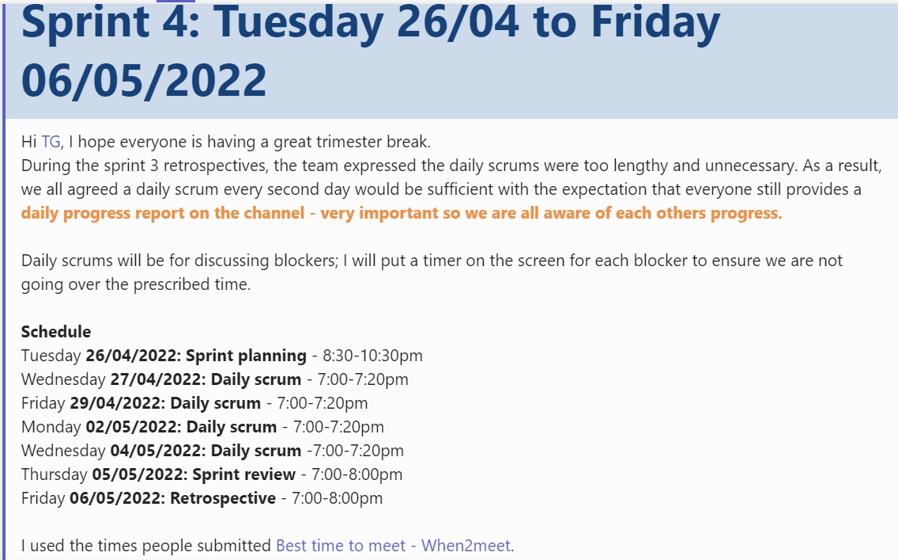 Sprint 4: Tuesday 26/04 to Friday
06/05/2022
Hi TG, I hope everyone is having a great trimester break.
During the sprint 3 retrospectives, the team expressed the daily scrums were too lengthy and unnecessary. As a result,
we all agreed a daily scrum every second day would be sufficient with the expectation that everyone still provides a
daily progress report on the channel - very important so we are all aware of each others progress.
Daily scrums will be for discussing blockers; I will put a timer on the screen for each blocker to ensure we are not
going over the prescribed time.
Schedule
Tuesday 26/04/2022: Sprint planning - 8:30-10:30pm
Wednesday 27/04/2022: Daily scrum - 7:00-7:20pm
Friday 29/04/2022: Daily scrum - 7:00-7:20pm
Monday 02/05/2022: Daily scrum - 7:00-7:20pm
Wednesday 04/05/2022: Daily scrum -7:00-7:20pm
Thursday 05/05/2022: Sprint review - 7:00-8:00pm
Friday 06/05/2022: Retrospective - 7:00-8:00pm
I used the times people submitted Best time to meet - When2meet.